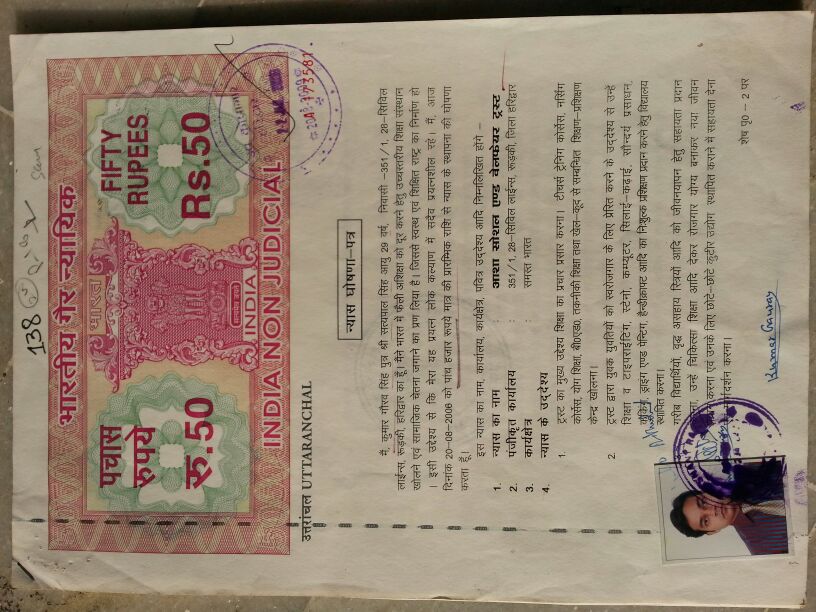 138
भारतीय गैर न्यायिक
पचास
रुपये
रु.50
भारत
INDIA
FIFTY
RUPEES
Rs.50
INDIA NON JUDICIAL
उत्तरांचल UTTARANCHAL
773581
न्यास घोषणा-पत्र
मैं, कुमार गौरव सिंह पुत्र श्री सत्यपाल सिंह आयु 29 वर्ष, निवासी –351/1, 28–सिविल
लाईन्स, रूड़की, हरिद्वार का हूँ। मैंने भारत में फैली अशिक्षा को दूर करने हेतु उच्चस्तरीय शिक्षा संस्थान
खोलने एवं सामाजिक चेतना जगाने का प्रण लिया है। जिससे स्वस्थ एवं शिक्षित राष्ट्र का निर्माण हो
। इसी उद्देश्य से कि मेरा यह प्रयत्न लोक कल्याण में सदैव प्रयत्नशील रहे। मैं, आज
दिनांक 20-08-2008 को पांच हजार रूपये मात्र की प्रारम्भिक राशि से न्यास के स्थापना की घोषणा
करता हूँ।
इस न्यास का नाम, कार्यालय, कार्यक्षेत्र, पवित्र उद्देश्य आदि निम्नलिखित होंगे –
1. न्यास का नाम : आशा सोशल एण्ड वेलफेयर ट्रस्ट
2. पंजीकृत कार्यालय : 351/1, 28–सिविल लाईन्स, रूड़की, जिला हरिद्वार
3. कार्यक्षेत्र : समस्त भारत
4. न्यास के उद्देश्य
1. ट्रस्ट का मुख्य उद्देश्य शिक्षा का प्रचार प्रसार करना। टीचर्स ट्रेनिंग कोर्सेस, नर्सिंग
कोर्सेस, योग शिक्षा, बी0एड0, तकनीकी शिक्षा तथा खेल-कूद से सम्बन्धित शिक्षण–प्रशिक्षण
केन्द्र खोलना।
2. ट्रस्ट द्वारा युवक युवतियों को स्वरोजगार के लिए प्रेरित करने के उद्देश्य से उन्हें
शिक्षा व टाइपराईटिंग, स्टेनो, कम्प्यूटर, सिलाई-कढ़ाई, सौन्दर्य प्रसाधन,
ड्राइंग एण्ड पेन्टिंग, हैन्डीक्राफ्ट आदि का निःशुल्क प्रशिक्षण प्रदान करने हेतु विद्यालय
स्थापित करना।
गरीब विद्यार्थियों, वृद्ध असहाय स्त्रियों आदि को जीवनयापन हेतु सहायता प्रदान
उन्हें चिकित्सा शिक्षा आदि देकर रोजगार योग्य बनाकर नया जीवन
करना एवं उनके लिए छोटे-छोटे कुटीर उद्योग स्थापित कराने में सहायता देना
करना।
शेष पृ0 – 2 पर
Kumar Gaurav